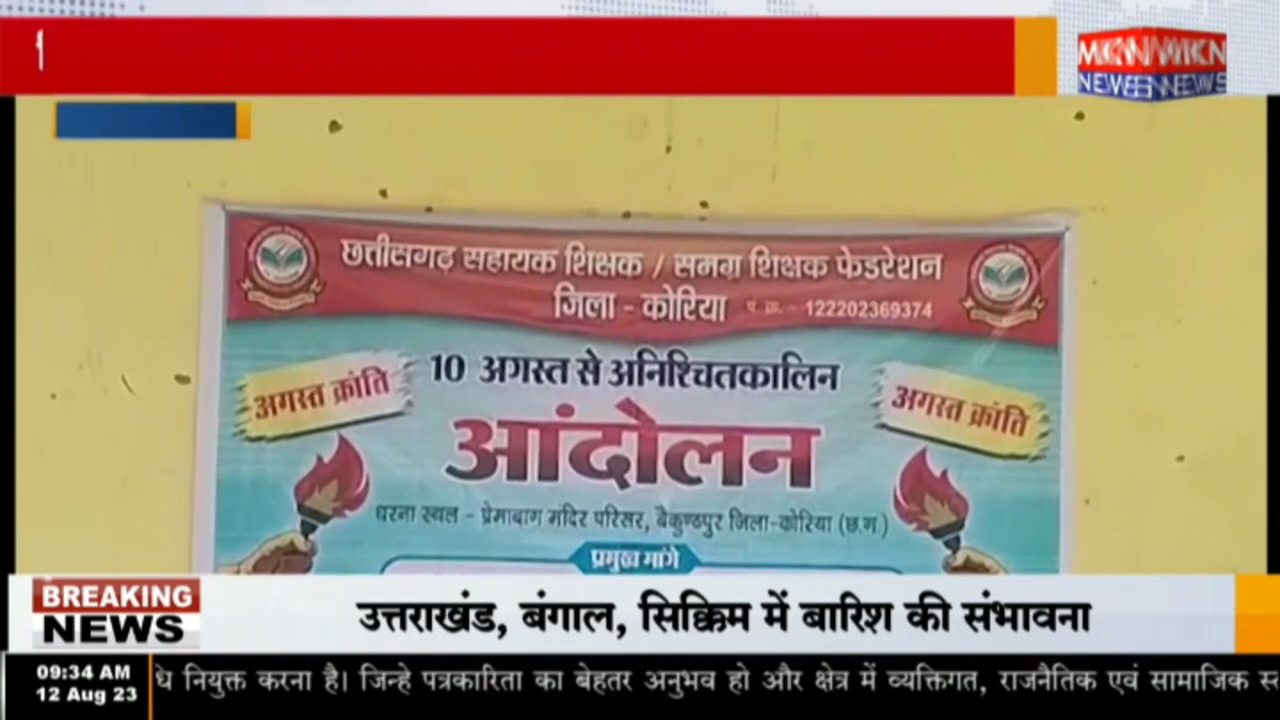 MKN
NEWS
छत्तीसगढ़ सहायक शिक्षक / समग्र शिक्षक फेडरेशन
जिला - कोरिया प. क्र. - 122202369374
10 अगस्त से अनिश्चितकालिन
अगस्त क्रांति
अगस्त क्रांति
आंदोलन
धरना स्थल - प्रेमाबाग मंदिर परिसर, बैकुण्ठपुर जिला-कोरिया (छ.ग.)
प्रमुख मांगे
BREAKING
NEWS
उत्तराखंड, बंगाल, सिक्किम में बारिश की संभावना
09:34 AM
12 Aug 23
धि नियुक्त करना है। जिन्हे पत्रकारिता का बेहतर अनुभव हो और क्षेत्र में व्यक्तिगत, राजनैतिक एवं सामाजिक